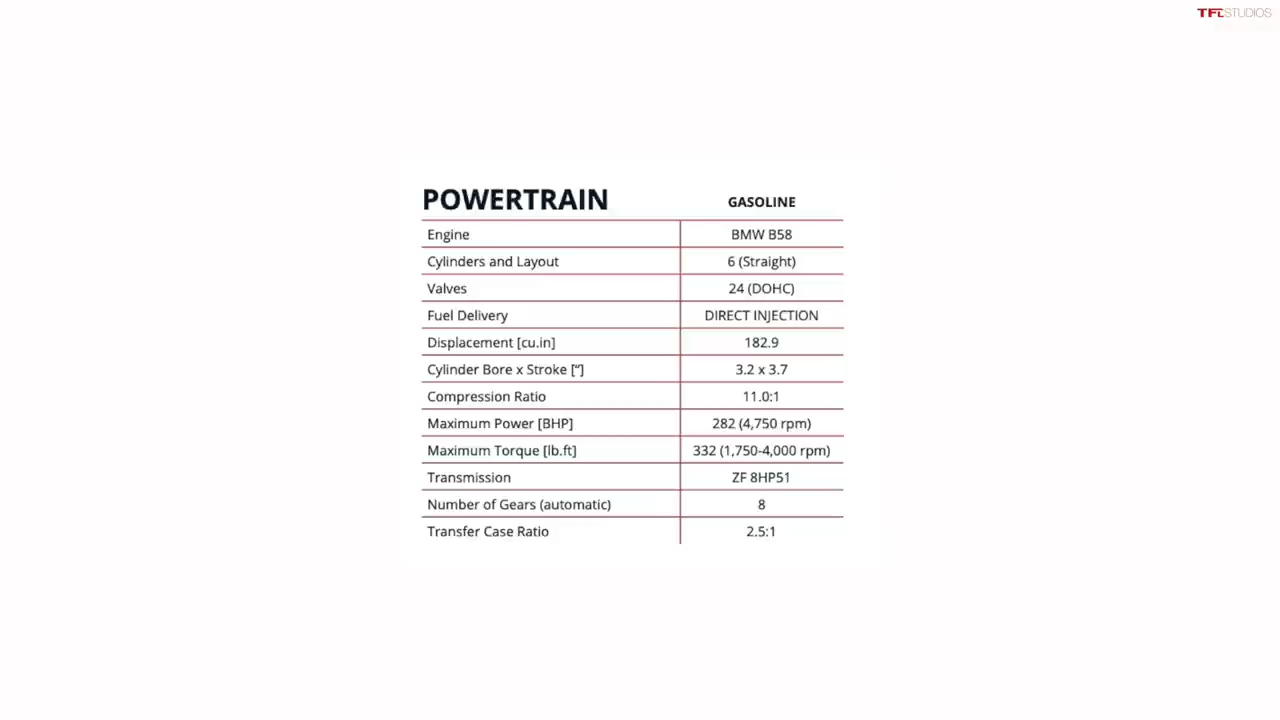 TFLSTUDIOS
POWERTRAIN GASOLINE
Engine BMW B58
Cylinders and Layout 6 (Straight)
Valves 24 (DOHC)
Fuel Delivery DIRECT INJECTION
Displacement [cu.in] 182.9
Cylinder Bore x Stroke [“] 3.2 x 3.7
Compression Ratio 11.0:1
Maximum Power [BHP] 282 (4,750 rpm)
Maximum Torque [lb.ft] 332 (1,750-4,000 rpm)
Transmission ZF 8HP51
Number of Gears (automatic) 8
Transfer Case Ratio 2.5:1